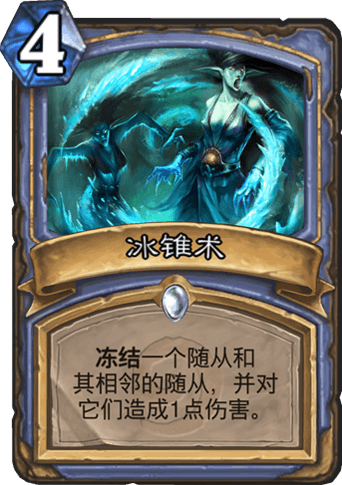 4
冰锥术
冻结一个随从和
其相邻的随从，并对
它们造成1点伤害。